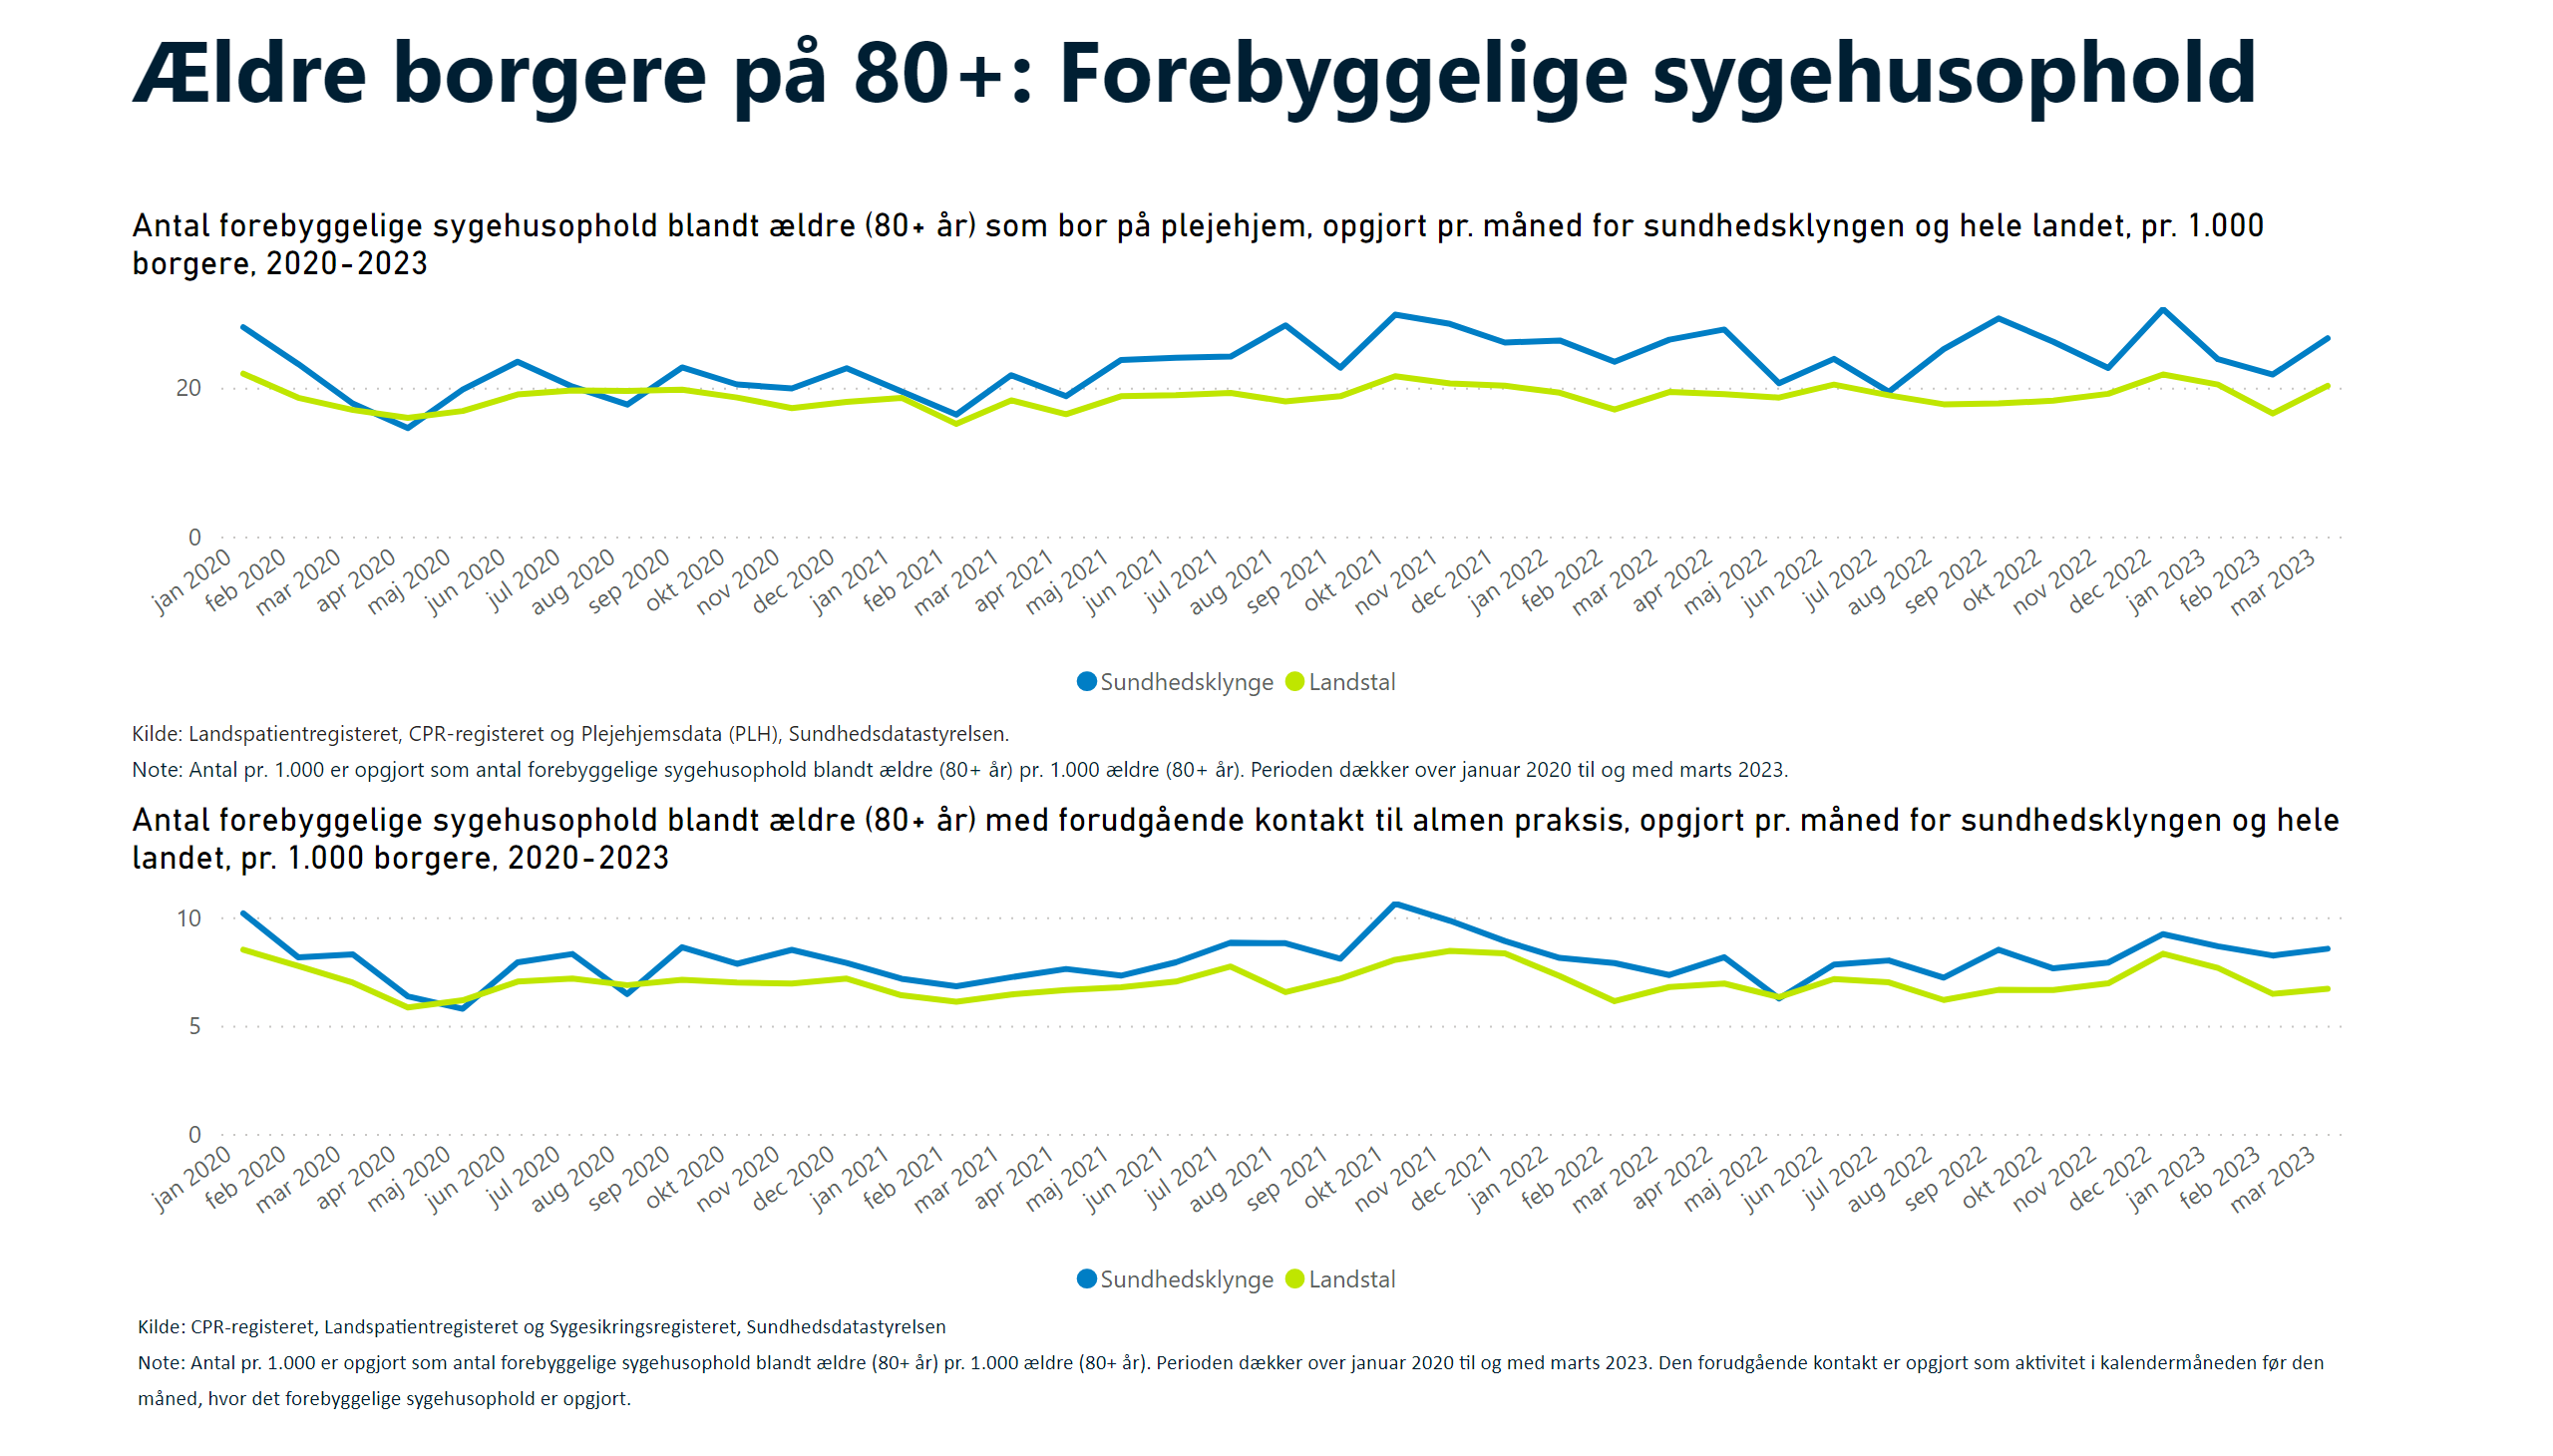 Ældre borgere på 80+: Forebyggelige sygehusophold
Antal forebyggelige sygehusophold blandt ældre (80+ år) som bor på plejehjem, opgjort pr. måned for sundhedsklyngen og hele landet, pr. 1.000
borgere, 2020-2023
20
0
jan 2020
feb 2020
mar 2020
apr 2020
maj 2020
jun 2020
jul 2020
aug 2020
sep 2020
okt 2020
nov 2020
dec 2020
jan 2021
feb 2021
mar 2021
apr 2021
maj 2021
jun 2021
jul 2021
aug 2021
sep 2021
okt 2021
nov 2021
dec 2021
jan 2022
feb 2022
mar 2022
apr 2022
maj 2022
jun 2022
jul 2022
aug 2022
sep 2022
okt 2022
nov 2022
dec 2022
jan 2023
feb 2023
mar 2023
Sundhedsklynge Landstal
Kilde: Landspatientregisteret, CPR-registeret og Plejehjemsdata (PLH), Sundhedsdatastyrelsen.
Note: Antal pr. 1.000 er opgjort som antal forebyggelige sygehusophold blandt ældre (80+ år) pr. 1.000 ældre (80+ år). Perioden dækker over januar 2020 til og med marts 2023.
Antal forebyggelige sygehusophold blandt ældre (80+ år) med forudgående kontakt til almen praksis, opgjort pr. måned for sundhedsklyngen og hele
landet, pr. 1.000 borgere, 2020-2023
10
5
0
jan 2020
feb 2020
mar 2020
apr 2020
maj 2020
jun 2020
jul 2020
aug 2020
sep 2020
okt 2020
nov 2020
dec 2020
jan 2021
feb 2021
mar 2021
apr 2021
maj 2021
jun 2021
jul 2021
aug 2021
sep 2021
okt 2021
nov 2021
dec 2021
jan 2022
feb 2022
mar 2022
apr 2022
maj 2022
jun 2022
jul 2022
aug 2022
sep 2022
okt 2022
nov 2022
dec 2022
jan 2023
feb 2023
mar 2023
Sundhedsklynge Landstal
Kilde: CPR-registeret, Landspatientregisteret og Sygesikringsregisteret, Sundhedsdatastyrelsen
Note: Antal pr. 1.000 er opgjort som antal forebyggelige sygehusophold blandt ældre (80+ år) pr. 1.000 ældre (80+ år). Perioden dækker over januar 2020 til og med marts 2023. Den forudgående kontakt er opgjort som aktivitet i kalendermåneden før den
måned, hvor det forebyggelige sygehusophold er opgjort.